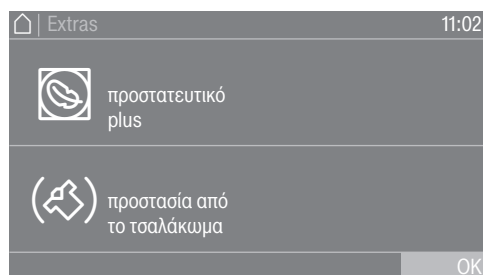 | Extras 11:02
προστατευτικό
plus
προστασία από
το τσαλάκωμα
OK